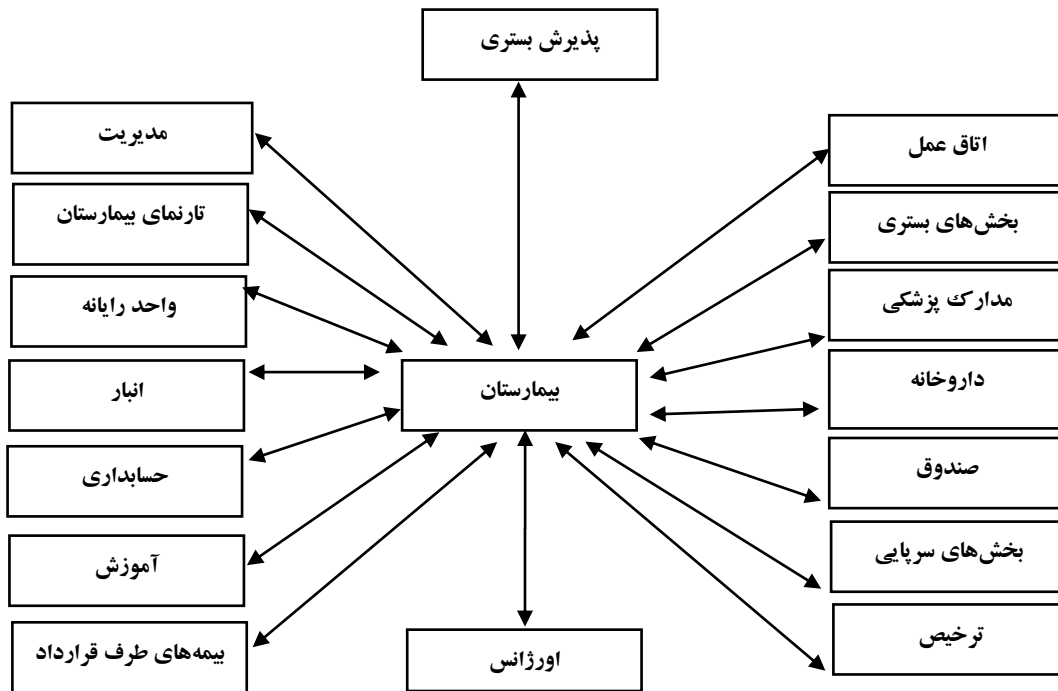 پذیرش بستری
اتاق عمل
بخش‌های بستری
مدارک پزشکی
داروخانه
صندوق
بخش‌های سرپایی
ترخیص
بیمارستان
مدیریت
تارنمای بیمارستان
واحد رایانه
انبار
حسابداری
آموزش
بیمه‌های طرف قرارداد
اورژانس